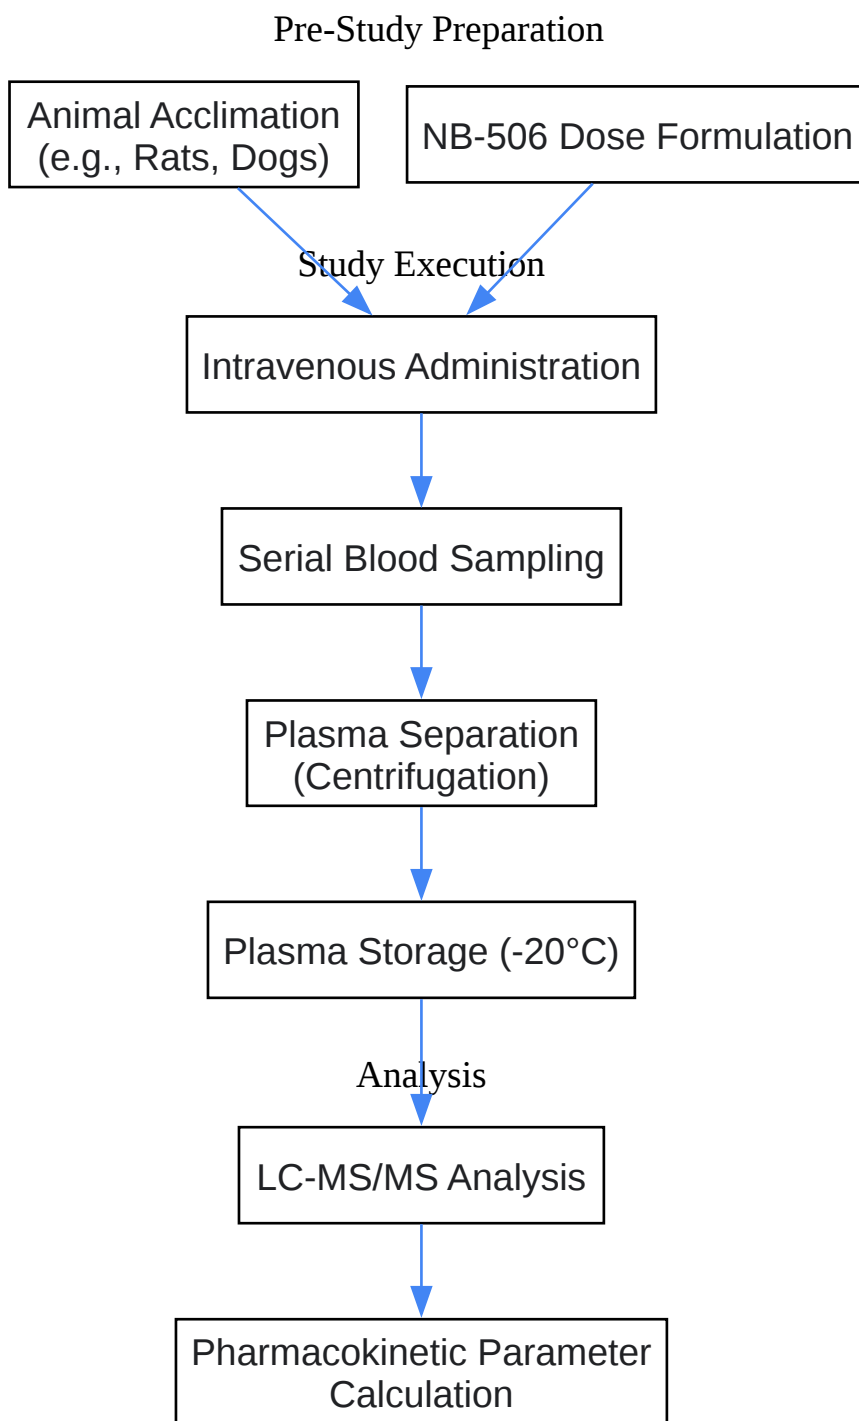 Pre-Study Preparation
Animal Acclimation
(e.g., Rats, Dogs)
NB-506 Dose Formulation
Study Execution
Intravenous Administration
Serial Blood Sampling
Plasma Separation
(Centrifugation)
Plasma Storage (-20°C)
Analysis
LC-MS/MS Analysis
Pharmacokinetic Parameter
Calculation